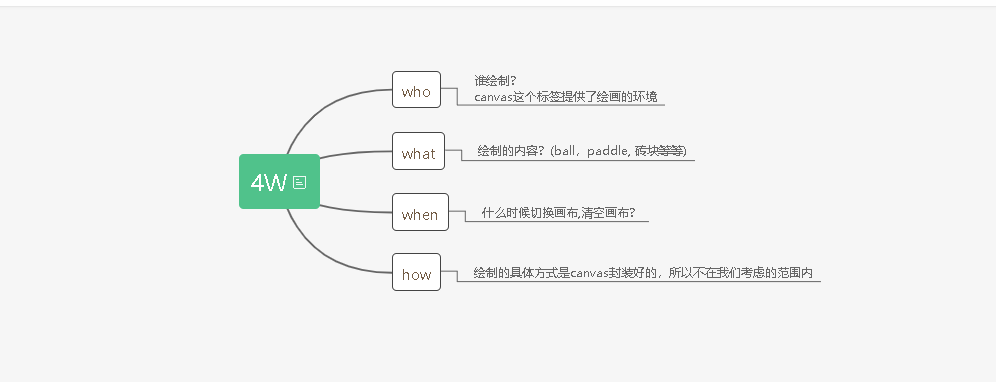 4W
who
谁绘制？
canvas这个标签提供了绘画的环境
what
绘制的内容？(ball，paddle, 砖块等等)
when
什么时候切换画布,清空画布？
how
绘制的具体方式是canvas封装好的，所以不在我们考虑的范围内